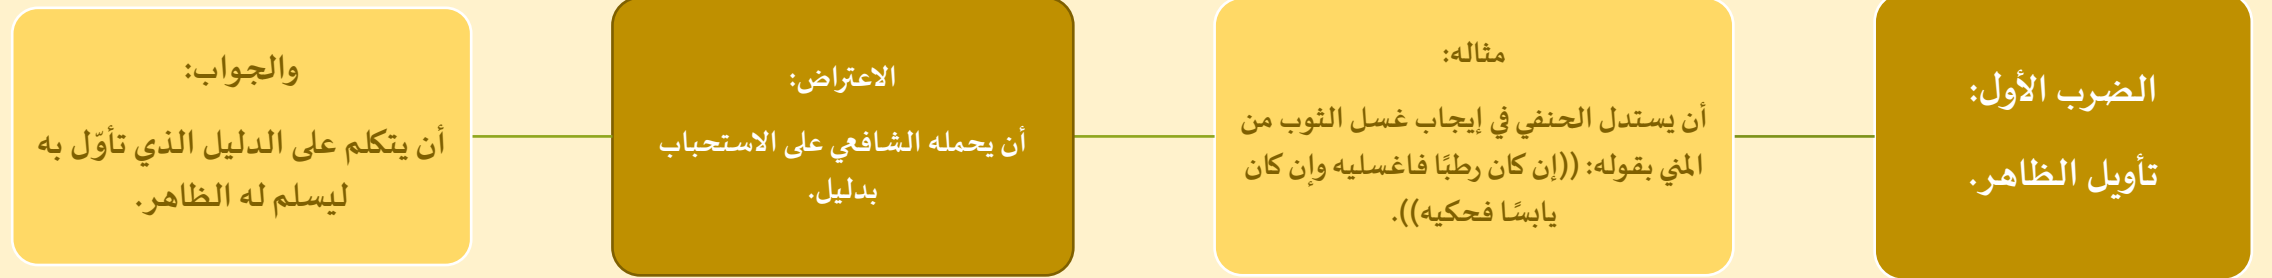 الضرب الأول:
تأويل الظاهر.
مثاله:
أن يستدل الحنفي في إيجاب غسل الثوب من
المني بقوله: ((إن كان رطبًا فاغسليه وإن كان
يابسًا فحكيه)).
الاعتراض:
أن يحمله الشافعي على الاستحباب
بدليل.
والجواب:
أن يتكلم على الدليل الذي تأوّل به
ليسلم له الظاهر.